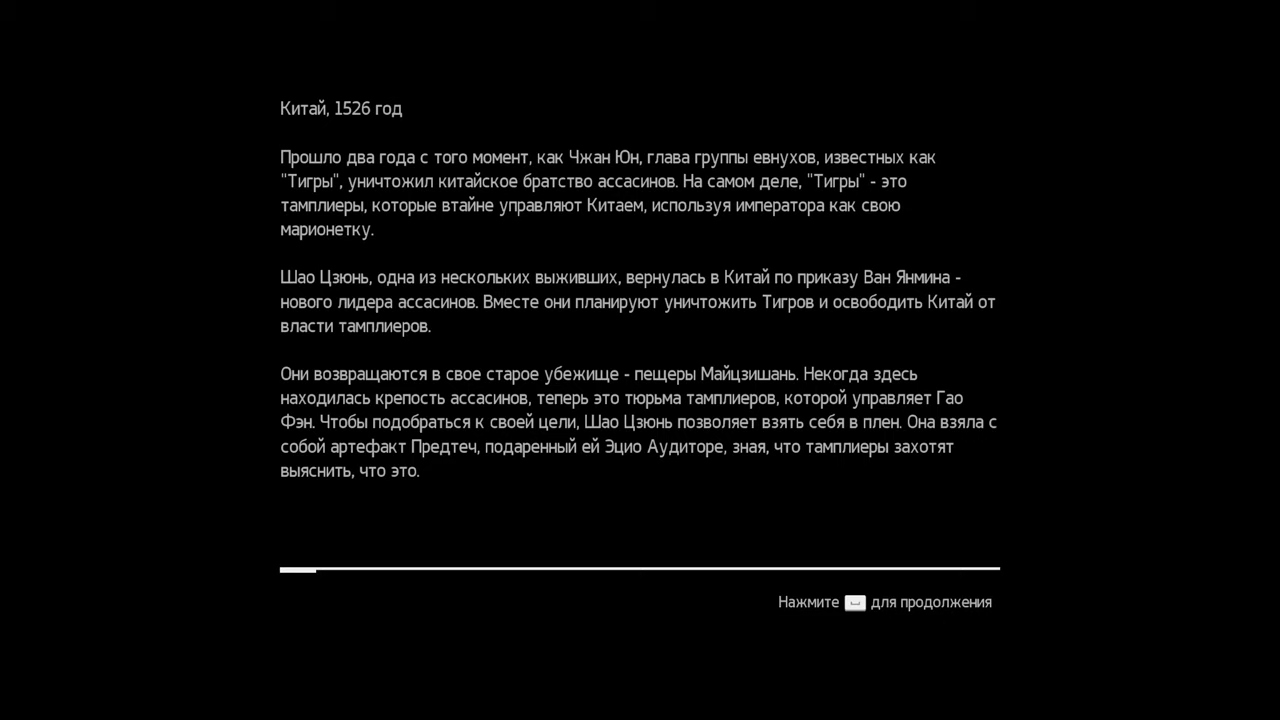 Китай, 1526 год
Прошло два года с того момент, как Чжан Юн, глава группы евнухов, известных как
"Тигры", уничтожил китайское братство ассасинов. На самом деле, "Тигры" - это
тамплиеры, которые втайне управляют Китаем, используя императора как свою
марионетку.
Шао Цзюнь, одна из нескольких выживших, вернулась в Китай по приказу Ван Янмина -
нового лидера ассасинов. Вместе они планируют уничтожить Тигров и освободить Китай от
власти тамплиеров.
Они возвращаются в свое старое убежище - пещеры Майцзишань. Некогда здесь
находилась крепость ассасинов, теперь это тюрьма тамплиеров, которой управляет Гао
Фэн. Чтобы подобраться к своей цели, Шао Цзюнь позволяет взять себя в плен. Она взяла с
собой артефакт Предтеч, подаренный ей Эцио Аудиторе, зная, что тамплиеры захотят
выяснить, что это.
Нажмите для продолжения